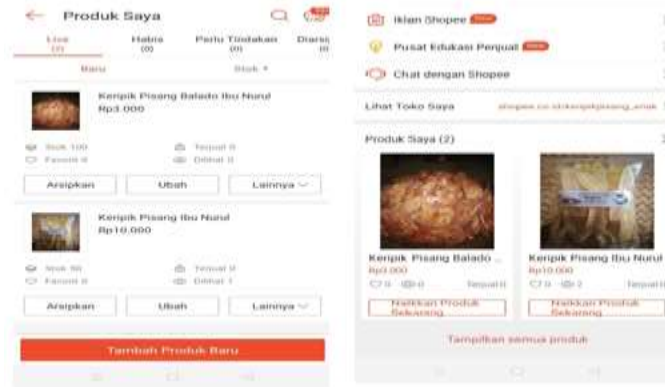 Produk Saya
Live
Habis
Perlu Tindakan
(0)
(0)
Baru
Stok
Keripik Pisang Balado Ibu Nurul
Rp3.000
Stok 100
Terjual 0
Favorit 0
Dilihat 0
Arsipkan
Ubah
Lainnya
Keripik Pisang Ibu Nurul
Rp10.000
Terjual 0
Favorit 0
Dilihat 1
Arsipkan
Ubah
Lainnya
Tambah Produk Baru
Iklan Shopee
Pusat Edukasi Penjual
Chat dengan Shopee
Lihat Toko Saya
Produk Saya (2)
Keripik Pisang Balado ...
Rp3.000
Terjual 0
Naikkan Produk
Sekarang
Keripik Pisang Ibu Nurul
Rp10.000
Terjual 0
Naikkan Produk
Sekarang
Tampilkan semua produk